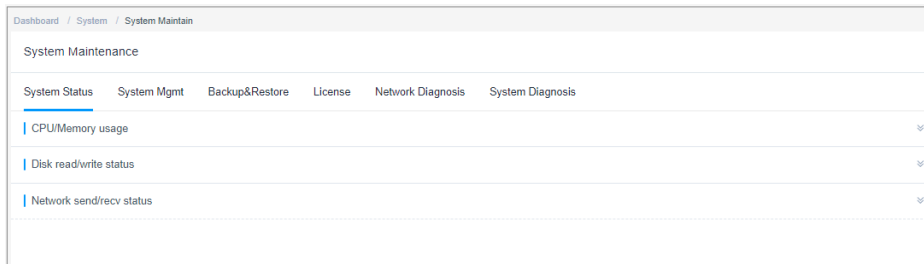 Dashboard / System / System Maintain
System Maintenance
System Status System Mgmt Backup&Restore License Network Diagnosis System Diagnosis
CPU/Memory usage
Disk read/write status
Network send/recv status